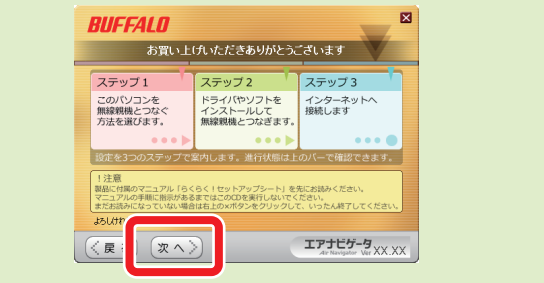 BUFFALO
お買い上げいただきありがとうございます
ステップ 1
このパソコンを
無線親機とつなぐ
方法を選びます。
ステップ 2
ドライバやソフトを
インストールして
無線親機とつなぎます。
ステップ 3
インターネットへ
接続します
設定を3つのステップで案内します。進行状態は上のバーで確認できます。
！注意
製品に付属のマニュアル「らくらく！セットアップシート」を先にお読みください。
マニュアルの手順に指示があるまではこのCDを実行しないでください。
まだお読みになっていない場合は右上の×ボタンをクリックして、いったん終了してください。
よろしけれ
戻
次へ
エアナビゲータ
Air Navigator Ver XX.XX